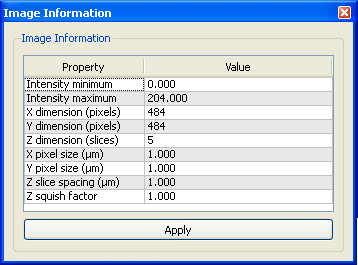 Image Information
Image Information
Property Value
Intensity minimum 0.000
Intensity maximum 204.000
X dimension (pixels) 484
Y dimension (pixels) 484
Z dimension (slices) 5
X pixel size (µm) 1.000
Y pixel size (µm) 1.000
Z slice spacing (µm) 1.000
Z squish factor 1.000
Apply